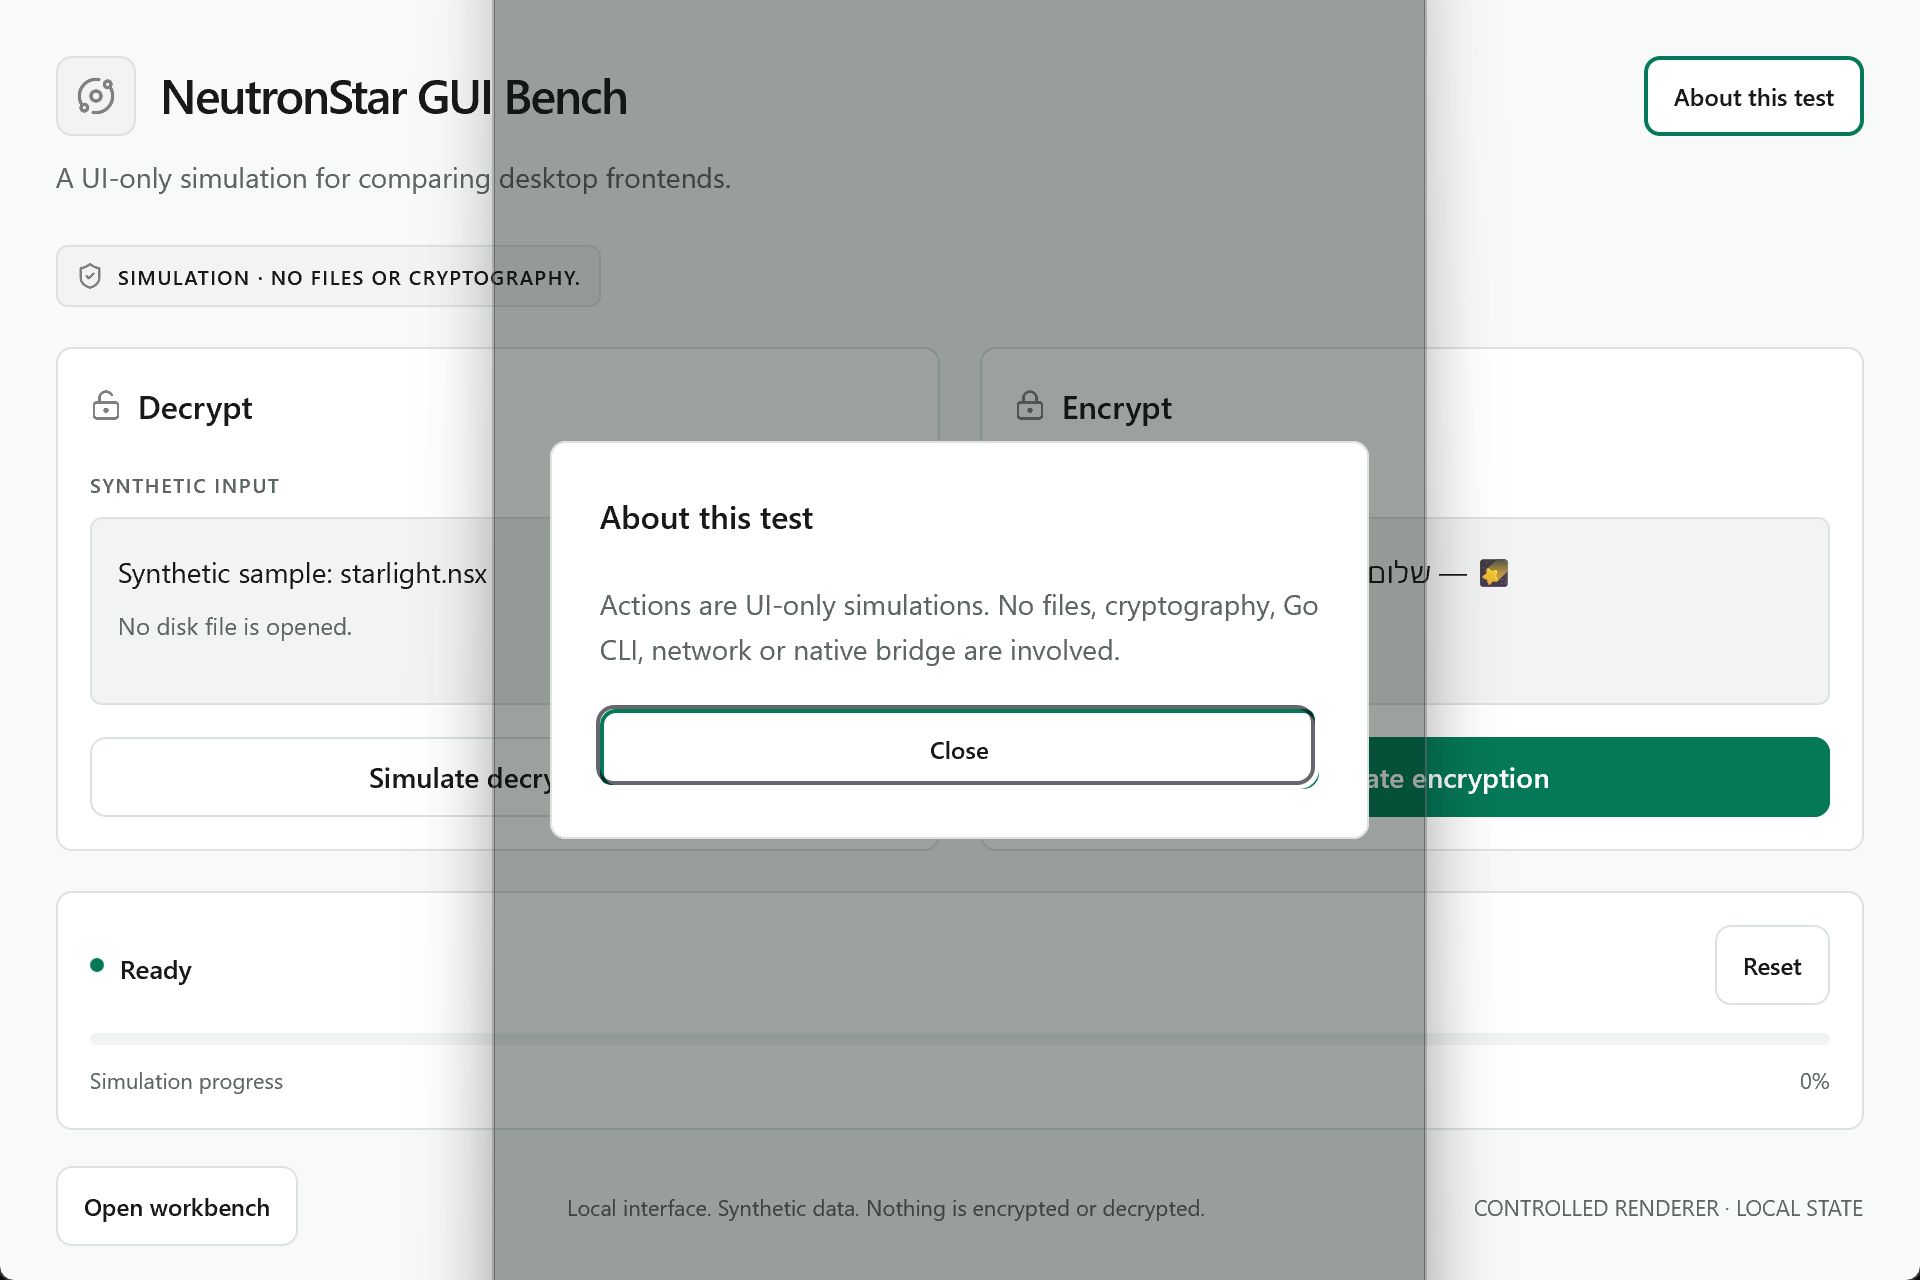 NeutronStar GUI Bench
About this test
A UI-only simulation for comparing desktop frontends.
SIMULATION · NO FILES OR CRYPTOGRAPHY.
Decrypt
SYNTHETIC INPUT
Synthetic sample: starlight.nsx
No disk file is opened.
Simulate
Encrypt
שלום — 🌠
encryption
About this test
Actions are UI-only simulations. No files, cryptography, Go
CLI, network or native bridge are involved.
Close
Ready
Reset
Simulation progress
0%
Open workbench
Local interface. Synthetic data. Nothing is encrypted or decrypted.
CONTROLLED RENDERER · LOCAL STATE